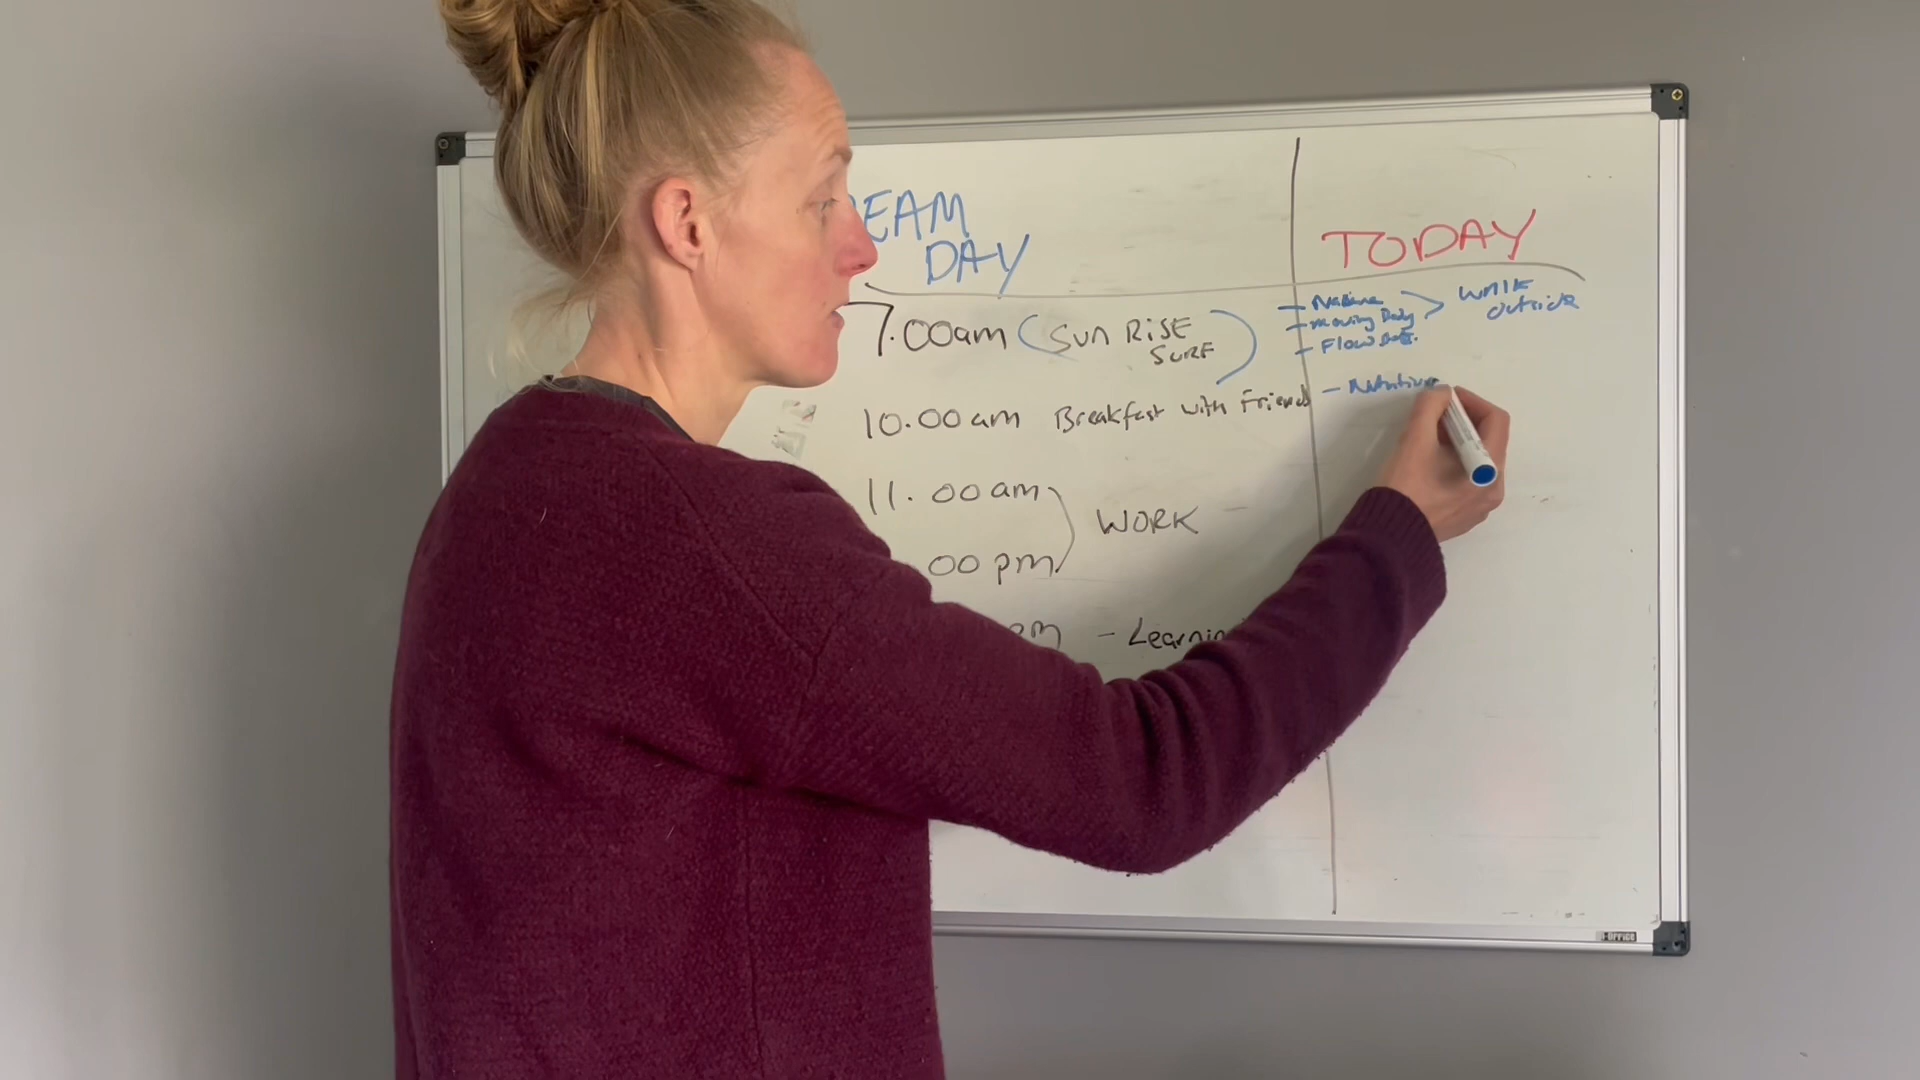 EAM
DAY
TODAY
7.00am (SUN RISE
SURF)
- Nature
- Moving Body
- Flow State.
walk
outside
10.00am Breakfast with Friends
- Nutrition
11.00am
WORK
00pm
pm - Learnin